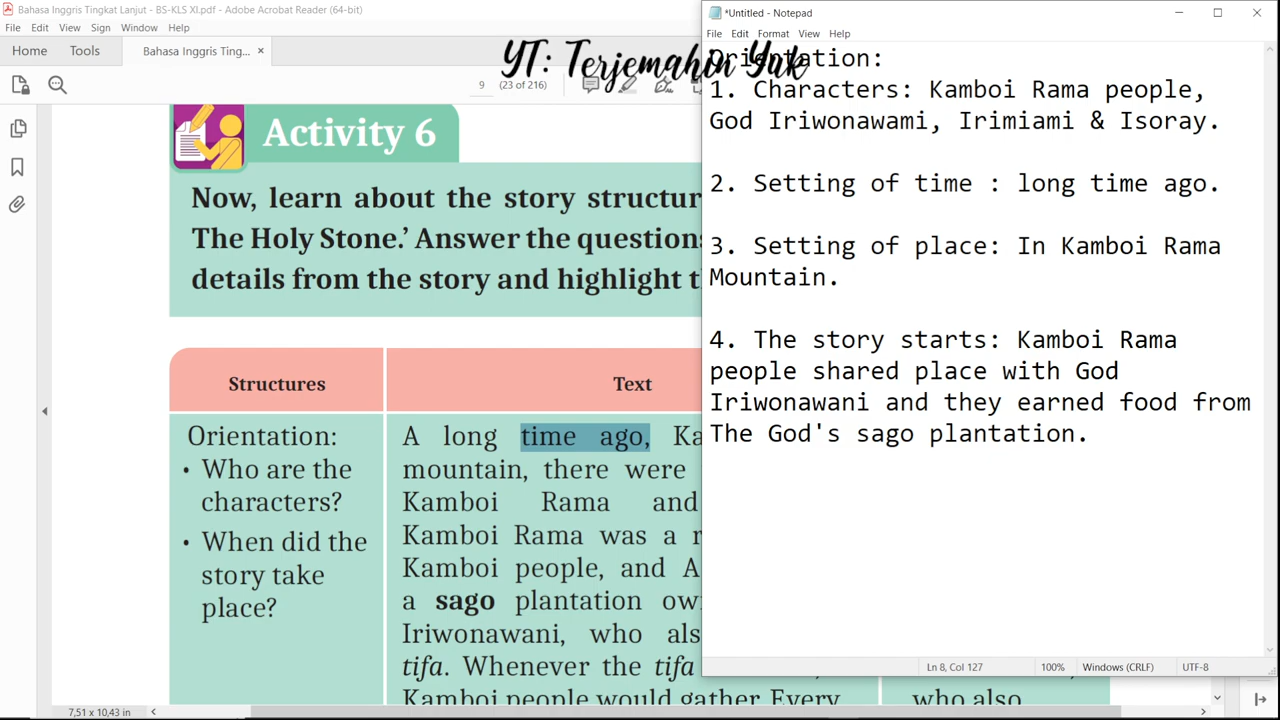 Bahasa Inggris Tingkat Lanjut - BS-KLS XI.pdf - Adobe Acrobat Reader (64-bit)
File Edit View Sign Window Help
Home Tools Bahasa Inggris Ting... ×
9 (23 of 216)
YT: Terjemahin Yuk
Activity 6
Now, learn about the story structur
The Holy Stone.’ Answer the questions
details from the story and highlight t
Structures
Text
Orientation:
• Who are the
characters?
• When did the
story take
place?
A long time ago, Ka
mountain, there were
Kamboi Rama and
Kamboi Rama was a r
Kamboi people, and A
a sago plantation ow
Iriwonawani, who als
tifa. Whenever the tifa
Kamboi people would gather. Every
who also
7,51 x 10,43 in
*Untitled - Notepad
File Edit Format View Help
Orientation:
1. Characters: Kamboi Rama people,
God Iriwonawami, Irimiami & Isoray.
2. Setting of time : long time ago.
3. Setting of place: In Kamboi Rama
Mountain.
4. The story starts: Kamboi Rama
people shared place with God
Iriwonawani and they earned food from
The God's sago plantation.
Ln 8, Col 127 100% Windows (CRLF) UTF-8